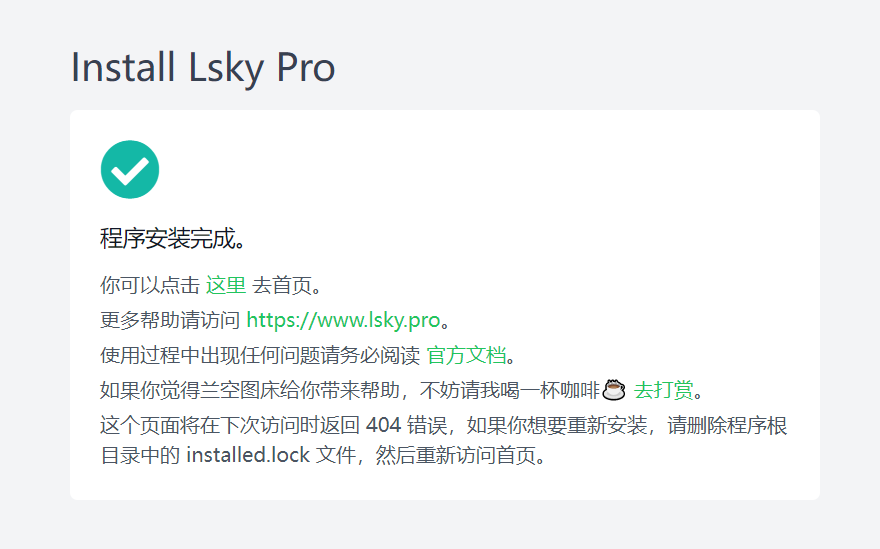 Install Lsky Pro
程序安装完成。
你可以点击 这里 去首页。
更多帮助请访问 https://www.lsky.pro。
使用过程中出现任何问题请务必阅读 官方文档。
如果你觉得兰空图床给你带来帮助，不妨请我喝一杯咖啡☕ 去打赏。
这个页面将在下次访问时返回 404 错误，如果你想要重新安装，请删除程序根
目录中的 installed.lock 文件，然后重新访问首页。